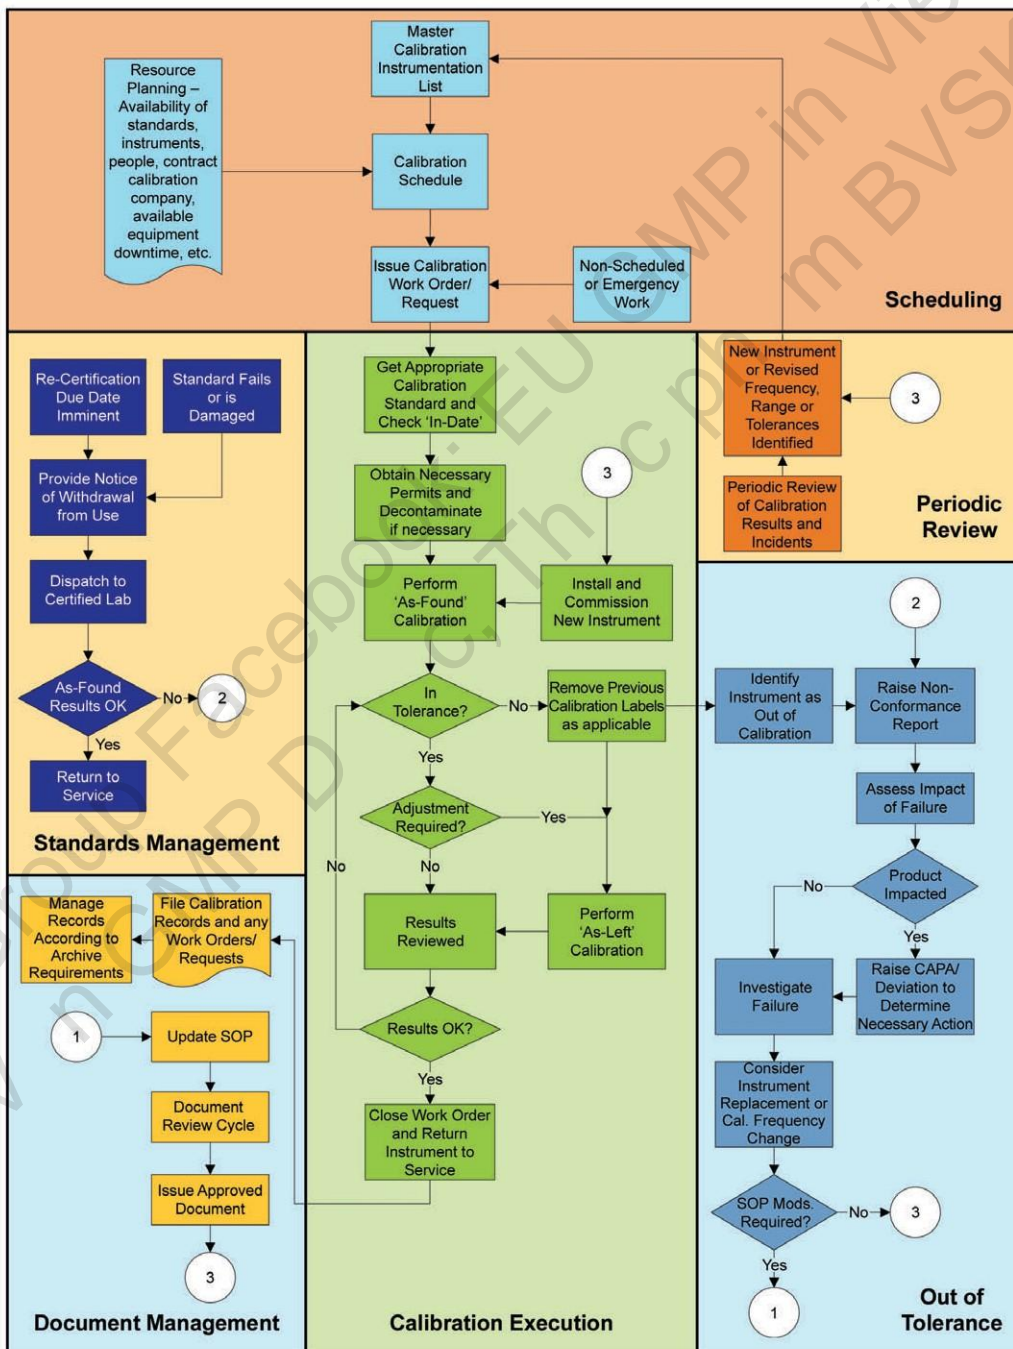 Master
Calibration
Instrumentation
List
Resource
Planning –
Availability of
standards,
instruments,
people, contract
calibration
company,
available
equipment
downtime, etc.
Calibration
Schedule
Issue Calibration
Work Order/
Request
Non-Scheduled
or Emergency
Work
Scheduling
Re-Certification
Due Date
Imminent
Standard Fails
or is
Damaged
Provide Notice
of Withdrawal
from Use
Dispatch to
Certified Lab
As-Found
Results OK
No
2
Yes
Return to
Service
Standards Management
Get Appropriate
Calibration
Standard and
Check 'In-Date'
Obtain Necessary
Permits and
Decontaminate
if necessary
3
Perform
'As-Found'
Calibration
Install and
Commission
New Instrument
In
Tolerance?
No
Remove Previous
Calibration Labels
as applicable
Yes
Adjustment
Required?
Yes
No
No
Results
Reviewed
Perform
'As-Left'
Calibration
Results OK?
Yes
Close Work Order
and Return
Instrument to
Service
Calibration Execution
New Instrument
or Revised
Frequency,
Range or
Tolerances
Identified
3
Periodic Review
of Calibration
Results and
Incidents
Periodic
Review
2
Identify
Instrument as
Out of
Calibration
Raise Non-
Conformance
Report
Assess Impact
of Failure
Product
Impacted
No
Yes
Investigate
Failure
Raise CAPA/
Deviation to
Determine
Necessary Action
Consider
Instrument
Replacement or
Cal. Frequency
Change
SOP Mods.
Required?
No
3
Yes
1
Out of
Tolerance
Manage
Records
According to
Archive
Requirements
File Calibration
Records and any
Work Orders/
Requests
1
Update SOP
Document
Review Cycle
Issue Approved
Document
3
Document Management